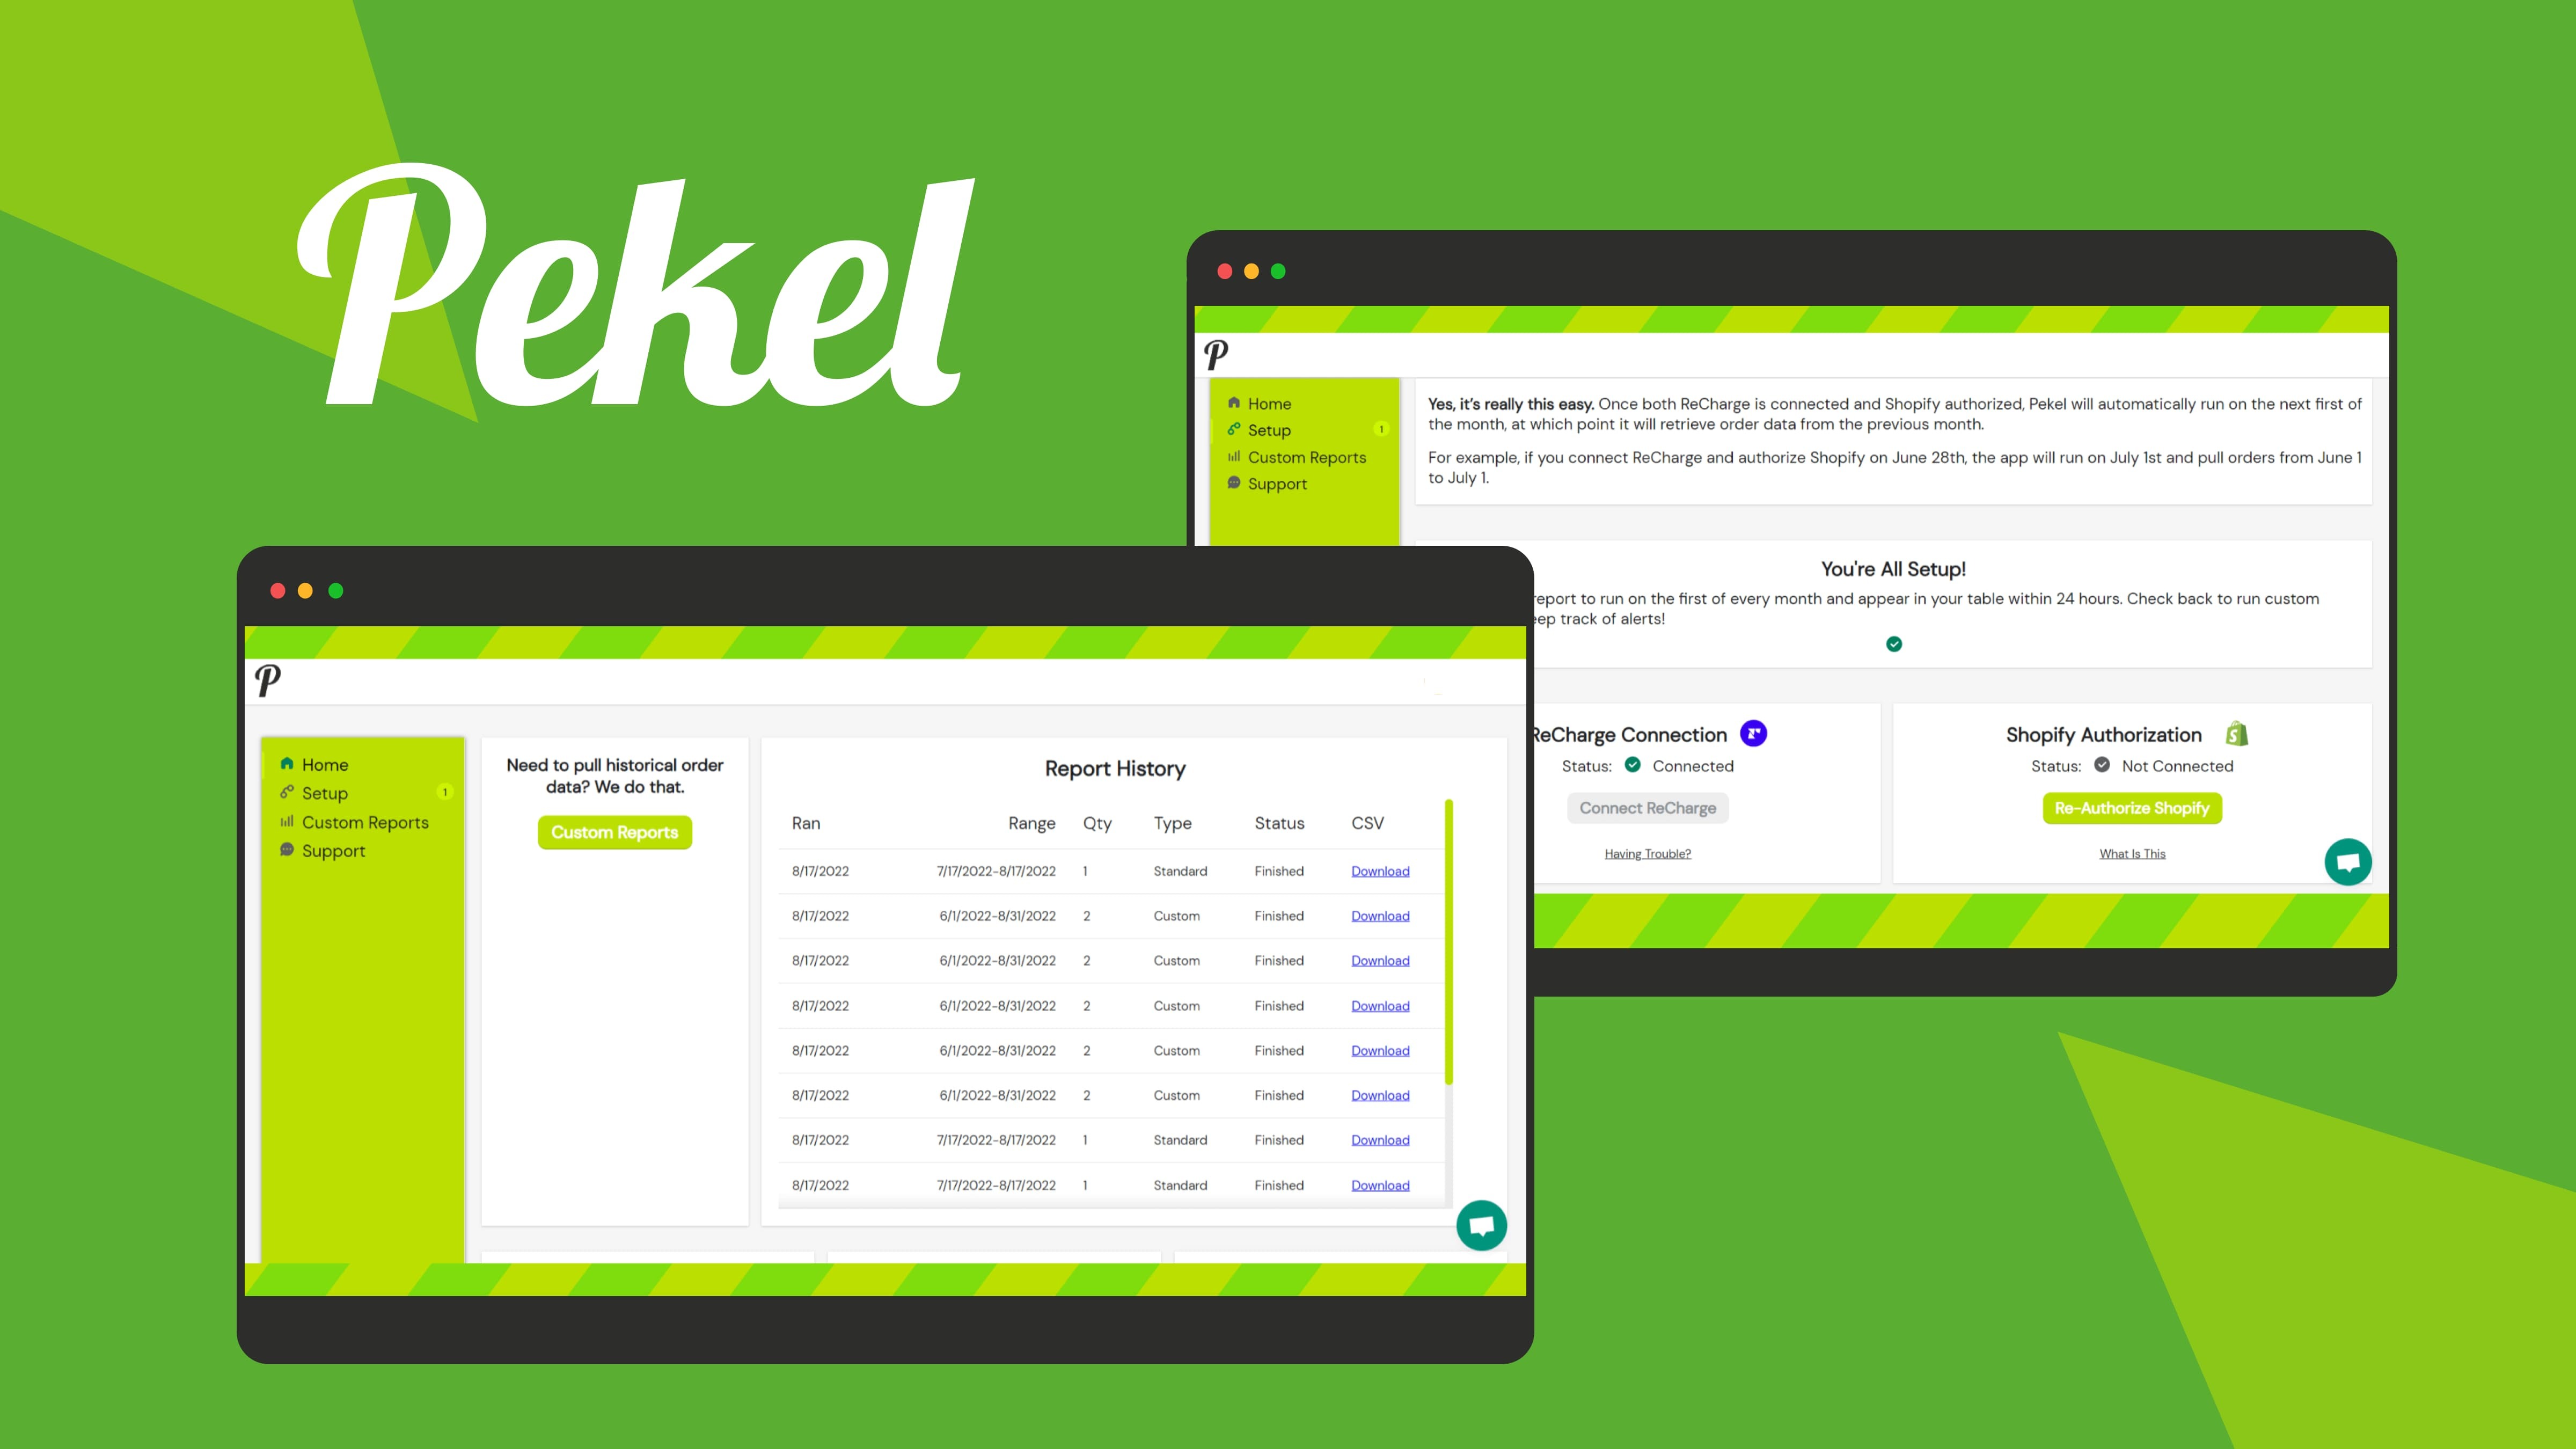 Pekel
P
Home
Setup 1
Custom Reports
Support
Yes, it's really this easy. Once both ReCharge is connected and Shopify authorized, Pekel will automatically run on the next first of
the month, at which point it will retrieve order data from the previous month.
For example, if you connect ReCharge and authorize Shopify on June 28th, the app will run on July 1st and pull orders from June 1
to July 1.
You're All Setup!
report to run on the first of every month and appear in your table within 24 hours. Check back to run custom
eep track of alerts!
ReCharge Connection
Status: Connected
Connect ReCharge
Having Trouble?
Shopify Authorization
Status: Not Connected
Re-Authorize Shopify
What Is This
P
Home
Setup 1
Custom Reports
Support
Need to pull historical order
data? We do that.
Custom Reports
Report History
Ran Range Qty Type Status CSV
8/17/2022 7/17/2022-8/17/2022 1 Standard Finished Download
8/17/2022 6/1/2022-8/31/2022 2 Custom Finished Download
8/17/2022 6/1/2022-8/31/2022 2 Custom Finished Download
8/17/2022 6/1/2022-8/31/2022 2 Custom Finished Download
8/17/2022 6/1/2022-8/31/2022 2 Custom Finished Download
8/17/2022 6/1/2022-8/31/2022 2 Custom Finished Download
8/17/2022 7/17/2022-8/17/2022 1 Standard Finished Download
8/17/2022 7/17/2022-8/17/2022 1 Standard Finished Download